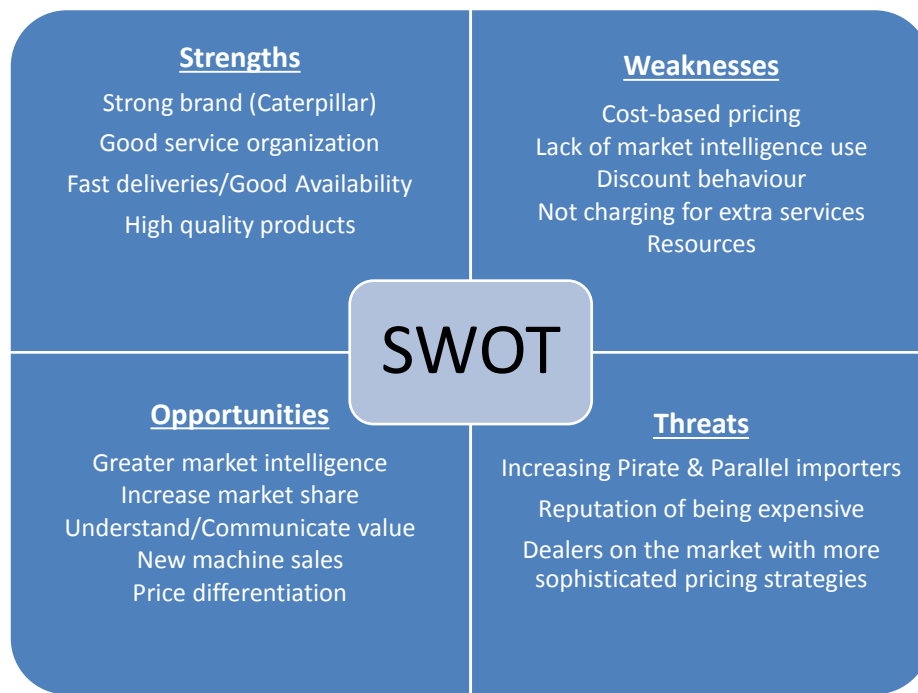 Strengths
Strong brand (Caterpillar)
Good service organization
Fast deliveries/Good Availability
High quality products
Weaknesses
Cost-based pricing
Lack of market intelligence use
Discount behaviour
Not charging for extra services
Resources
SWOT
Opportunities
Greater market intelligence
Increase market share
Understand/Communicate value
New machine sales
Price differentiation
Threats
Increasing Pirate & Parallel importers
Reputation of being expensive
Dealers on the market with more
sophisticated pricing strategies